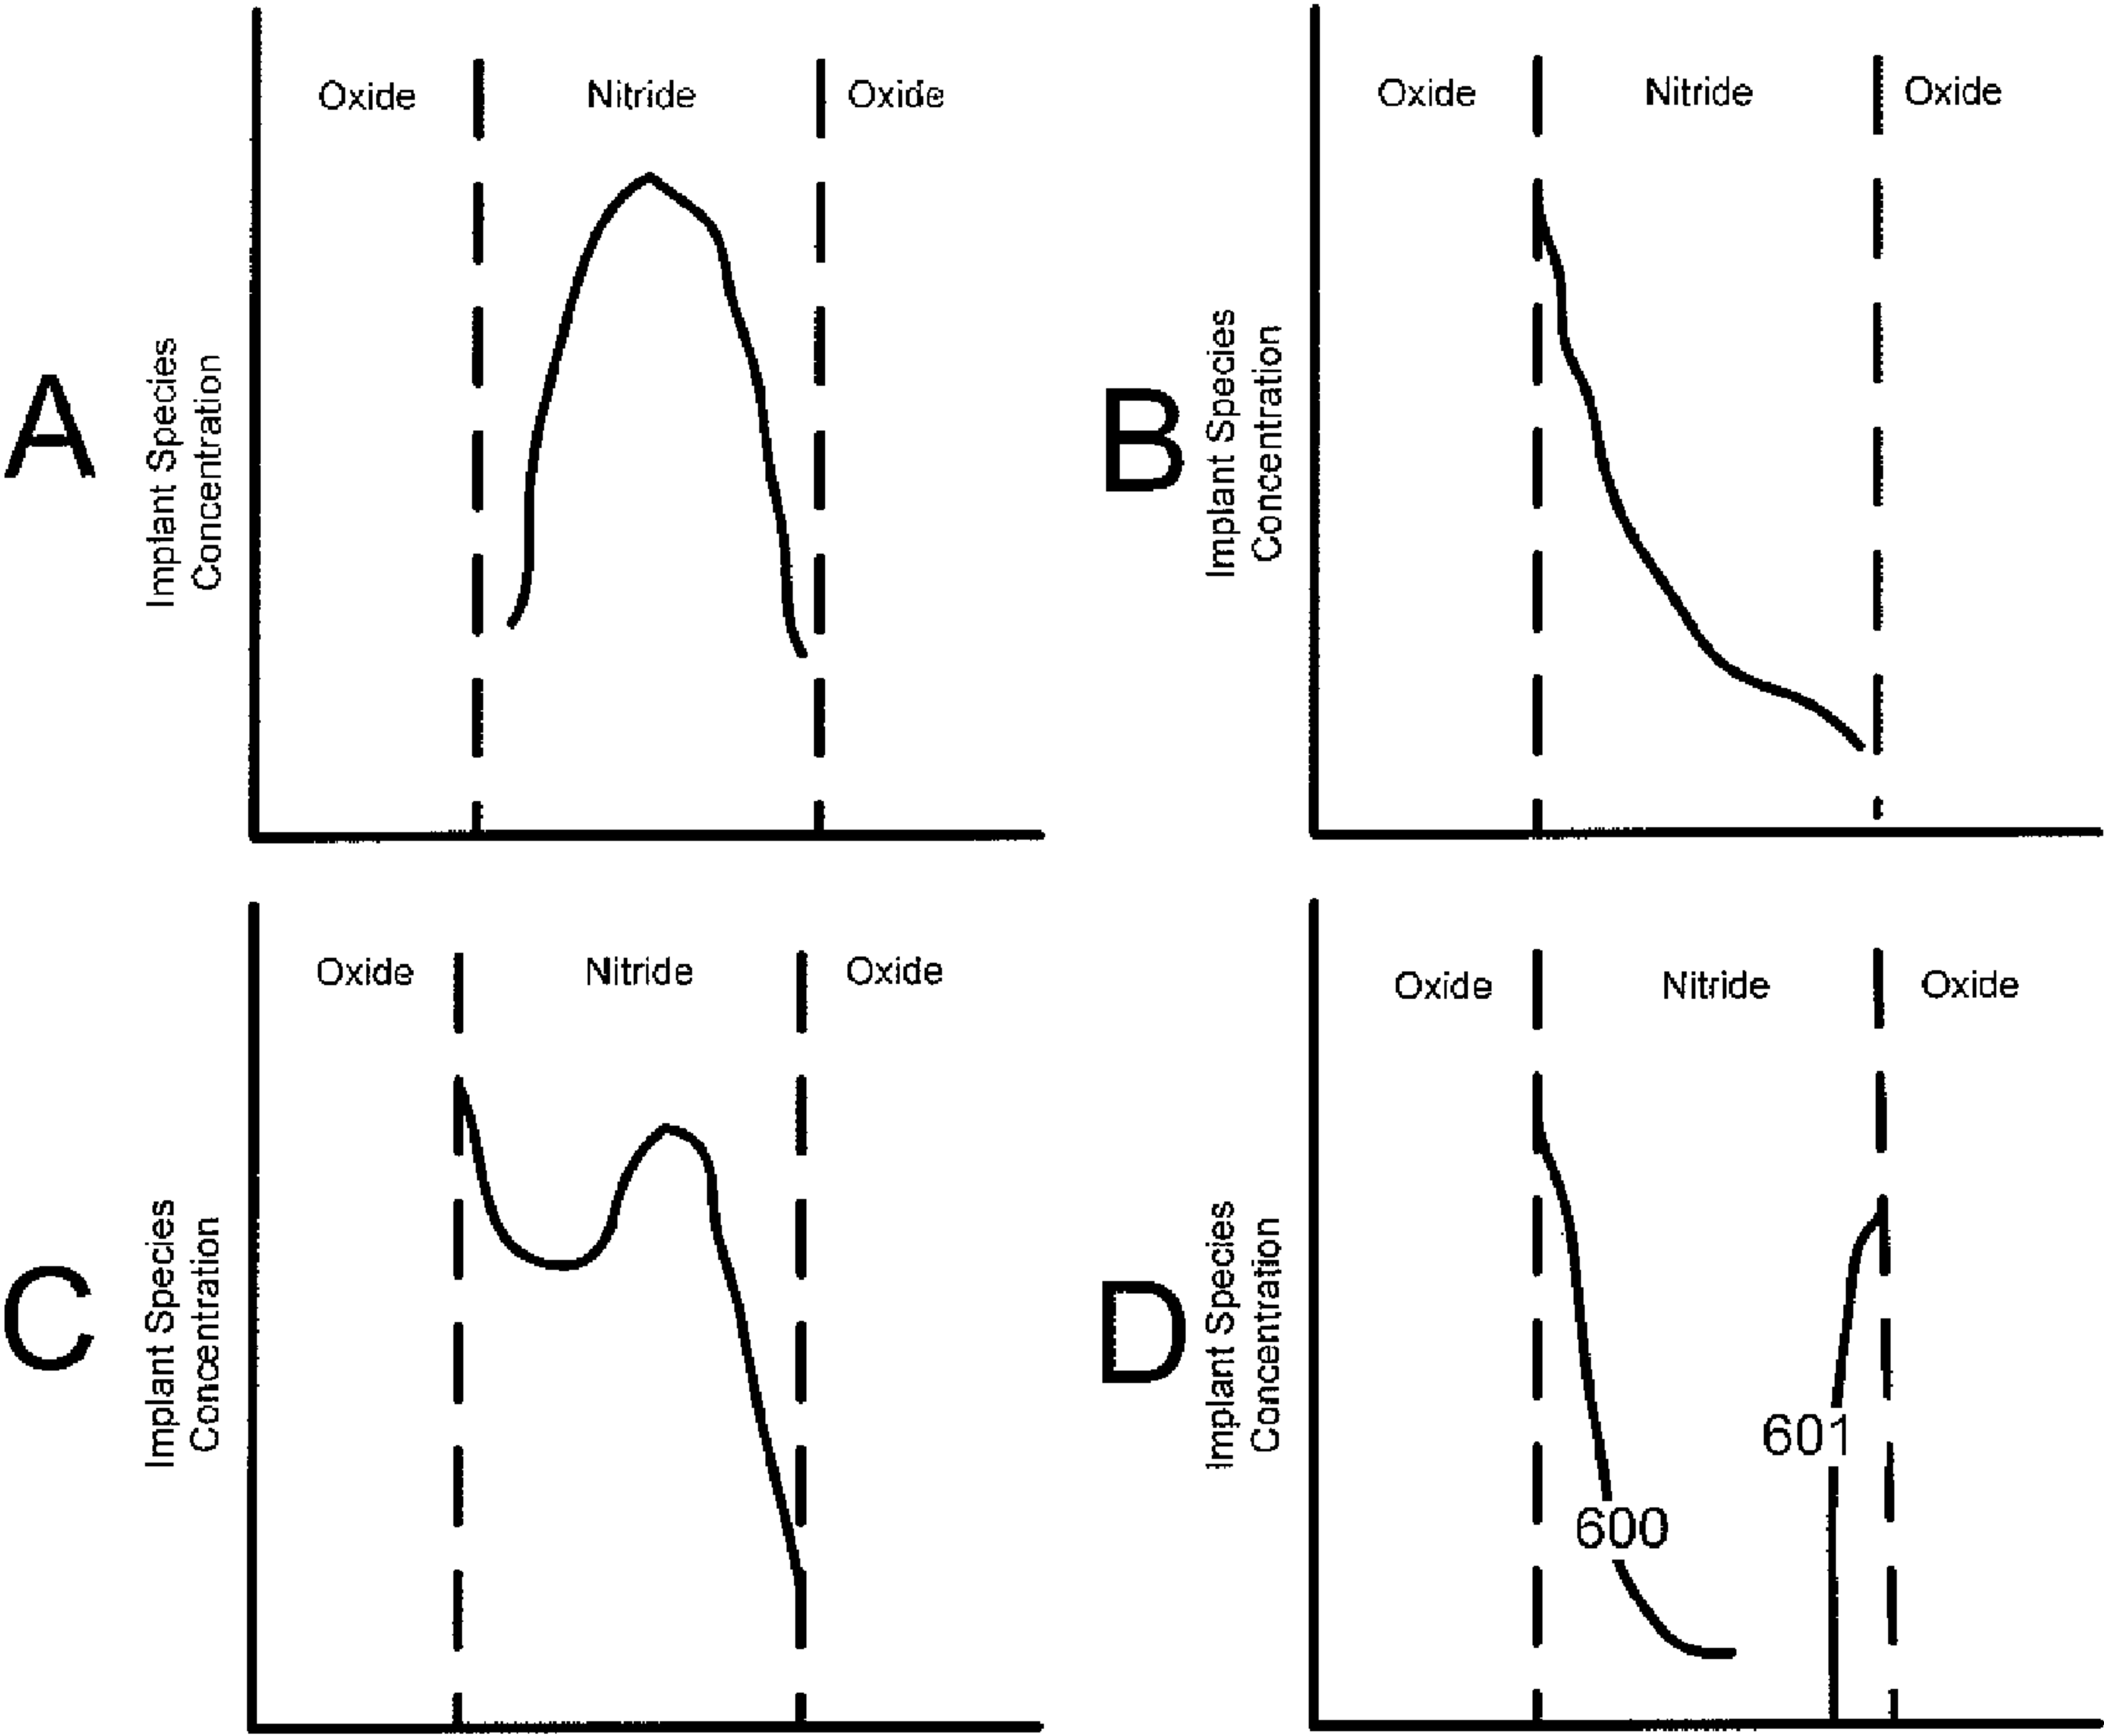 Oxide Nitride Oxide
A
Implant Species
Concentration
Oxide Nitride Oxide
B
Implant Species
Concentration
Oxide Nitride Oxide
C
Implant Species
Concentration
Oxide Nitride Oxide
D
Implant Species
Concentration
601
600